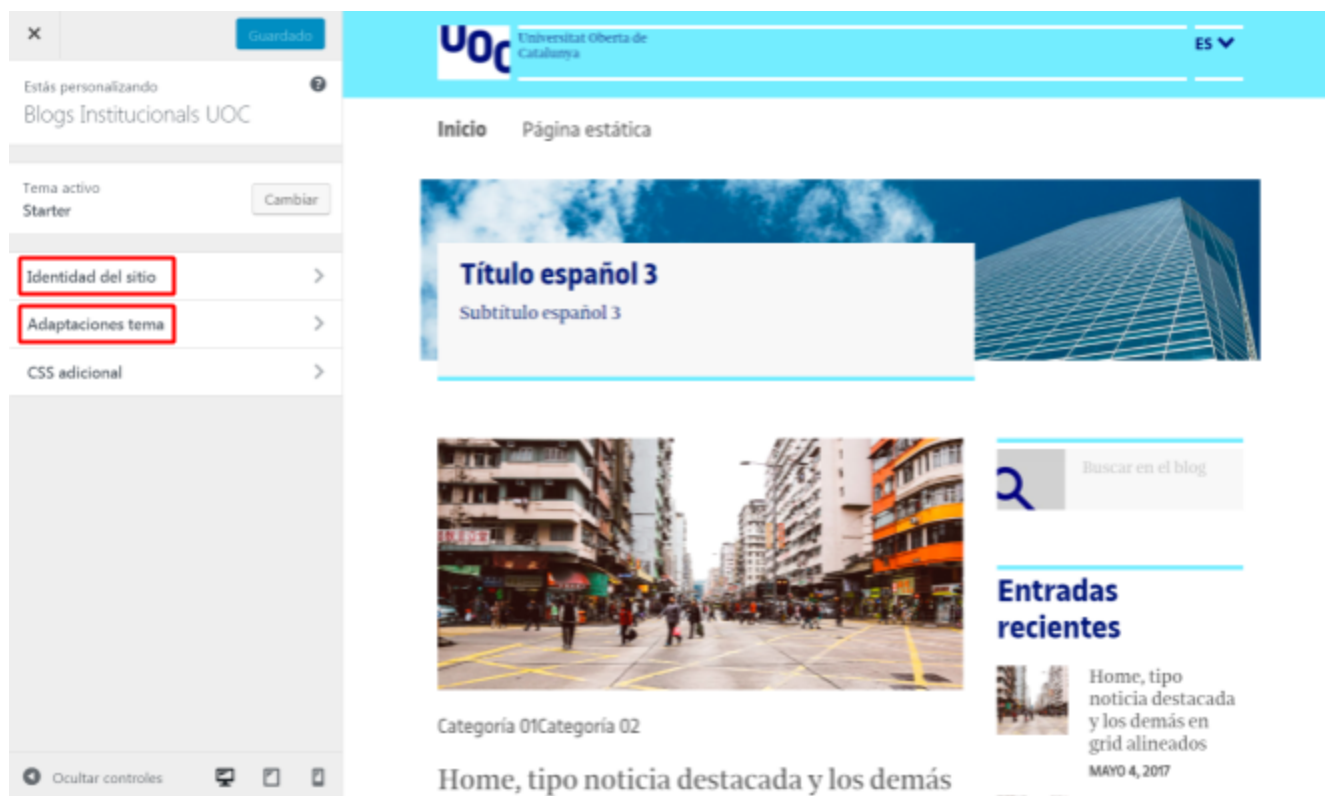 Guardado
Estás personalizando
Blogs Institucionals UOC
Tema activo
Starter
Cambiar
Identidad del sitio
Adaptaciones tema
CSS adicional
Ocultar controles
UOC
Universitat Oberta de
Catalunya
ES
Inicio Página estática
Título español 3
Subtítulo español 3
Categoría 01Categoría 02
Home, tipo noticia destacada y los demás
Buscar en el blog
Entradas
recientes
Home, tipo
noticia destacada
y los demás en
grid alineados
MAYO 4, 2017